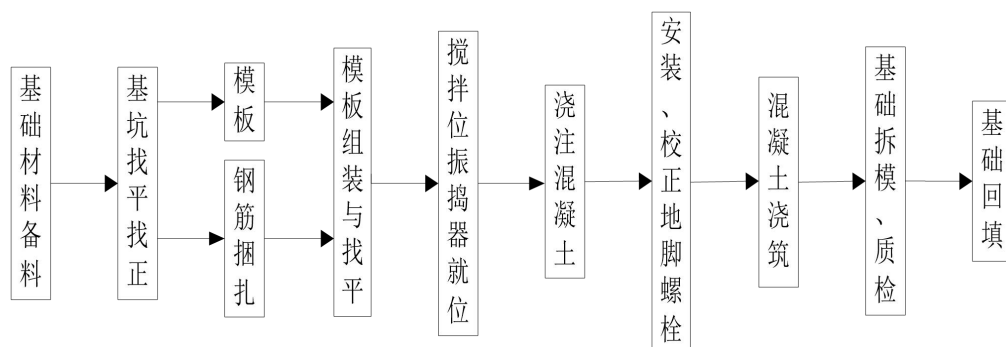 基础材料备料
基坑找平找正
模板
钢筋捆扎
模板组装与找平
搅拌位振捣器就位
浇注混凝土
安装、校正地脚螺栓
混凝土浇筑
基础拆模、质检
基础回填